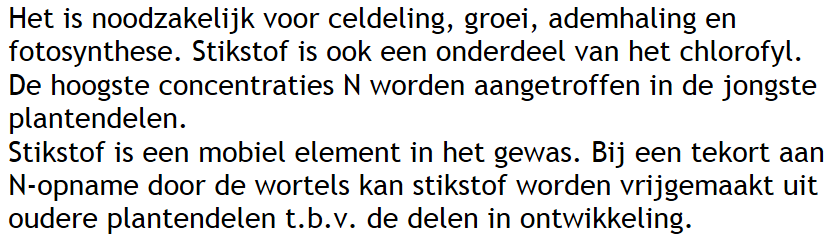 Het is noodzakelijk voor celdeling, groei, ademhaling en
fotosynthese. Stikstof is ook een onderdeel van het chlorofyl.
De hoogste concentraties N worden aangetroffen in de jongste
plantendelen.
Stikstof is een mobiel element in het gewas. Bij een tekort aan
N-opname door de wortels kan stikstof worden vrijgemaakt uit
oudere plantendelen t.b.v. de delen in ontwikkeling.